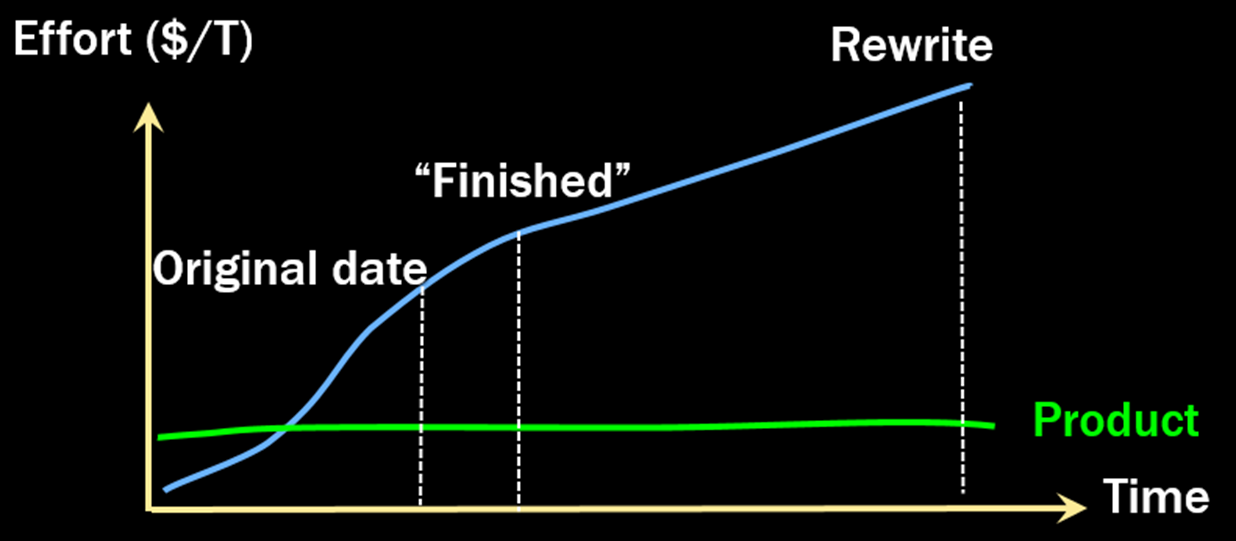 Effort ($/T)
Rewrite
“Finished”
Original date
Product
Time